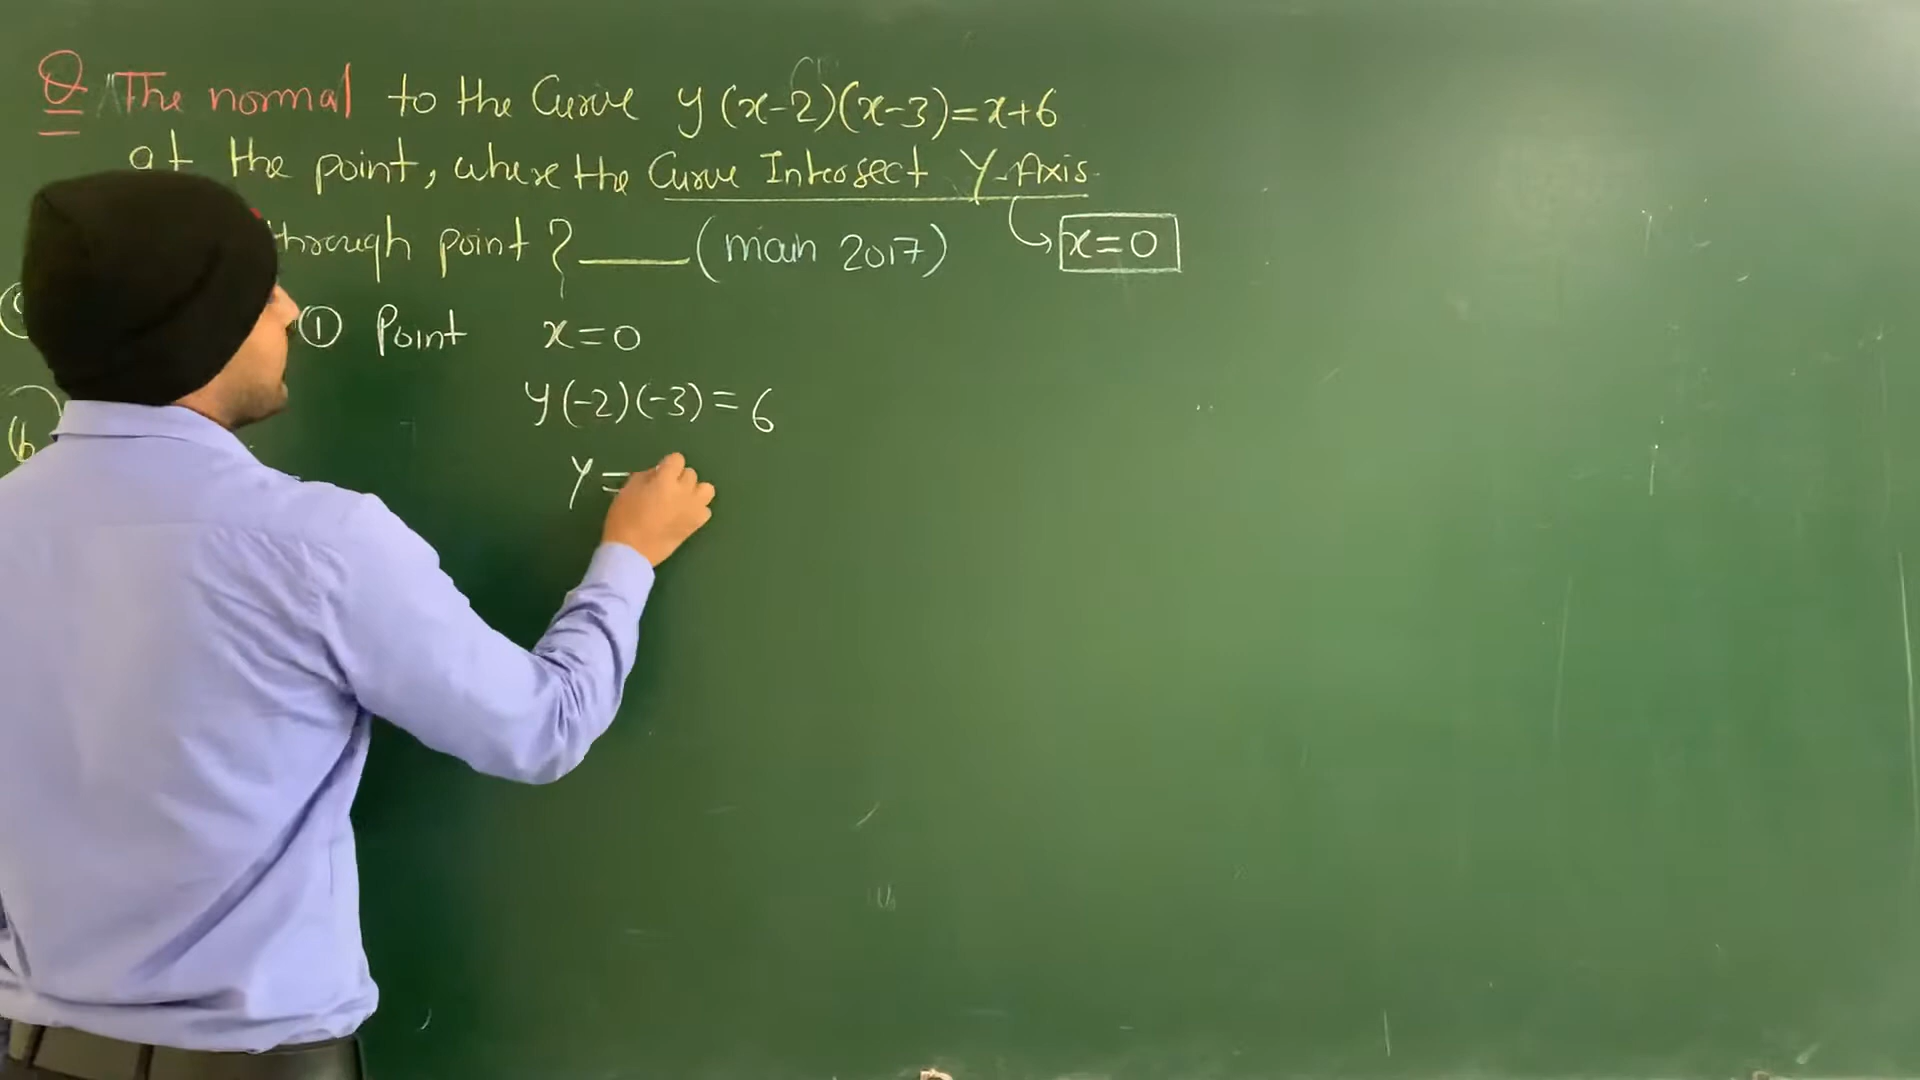 Q The normal to the Curve y(x-2)(x-3)=x+6
at the point, where the Curve Intersect Y-Axis
through point ? ____ (main 2017) x=0
① Point x=0
y(-2)(-3)=6
y=